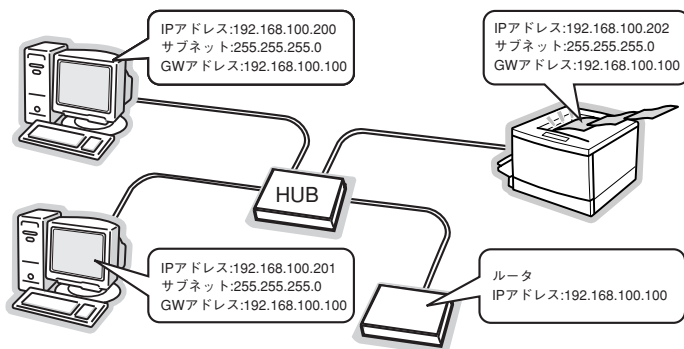 IPアドレス:192.168.100.200
サブネット:255.255.255.0
GWアドレス:192.168.100.100
IPアドレス:192.168.100.202
サブネット:255.255.255.0
GWアドレス:192.168.100.100
HUB
IPアドレス:192.168.100.201
サブネット:255.255.255.0
GWアドレス:192.168.100.100
ルータ
IPアドレス:192.168.100.100